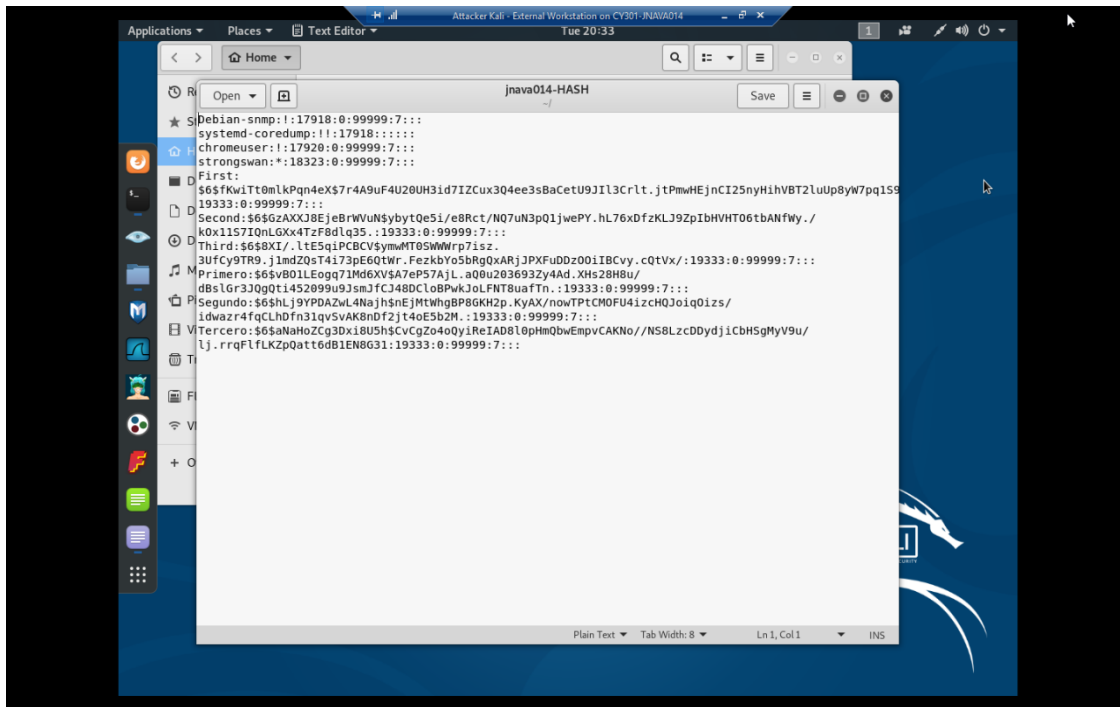 Attacker Kali - External Workstation on CY301-JNAVA014
Applications Places Text Editor Tue 20:33 1
Home
Open jnava014-HASH Save
~/
Debian-snmp:!:17918:0:99999:7:::
systemd-coredump:!!:17918::::::
chromeuser:!:17920:0:99999:7:::
strongswan:*:18323:0:99999:7:::
First:
$6$fKwiTt0mlkPqn4eX$7r4A9uF4U20UH3id7IZCux3Q4ee3sBaCetU9JIl3Crlt.jtPmwHEjnCI25nyHihVBT2luUp8yW7pq1S9
19333:0:99999:7:::
Second:$6$GzAXXJ8EjeBrWVuN$ybytQe5i/e8Rct/NQ7uN3pQ1jwePY.hL76xDfzKLJ9ZpIbHVHTO6tbANfWy./
kOx11S7IQnLGXx4TzF8dlq35.:19333:0:99999:7:::
Third:$6$8XI/.ltE5qiPCBCV$ymwMT0SWWWrp7isz.
3UfCy9TR9.j1mdZQsT4i73pE6QtWr.FezkbYo5bRgQxARjJPXFuDDzOOiIBCvy.cQtVx/:19333:0:99999:7:::
Primero:$6$vBO1LEogq71Md6XV$A7eP57AjL.aQ0u203693Zy4Ad.XHs28H8u/
dBslGr3JQgQti452099u9JsmJfCJ48DCloBPwkJoLFNT8uafTn.:19333:0:99999:7:::
Segundo:$6$hLj9YPDAZwL4Najh$nEjMtWhgBP8GKH2p.KyAX/nowTPtCMOFU4izcHQJoiqOizs/
idwazr4fqCLhDfn31qvSvAK8nDf2jt4oE5b2M.:19333:0:99999:7:::
Tercero:$6$aNaHoZCg3Dxi8U5h$CvCgZo4oQyiReIAD8l0pHmQbwEmpvCAKNo//NS8LzcDDydjiCbHSgMyV9u/
lj.rrqFlfLKZpQatt6dB1EN8G31:19333:0:99999:7:::
Plain Text Tab Width: 8 Ln 1, Col 1 INS